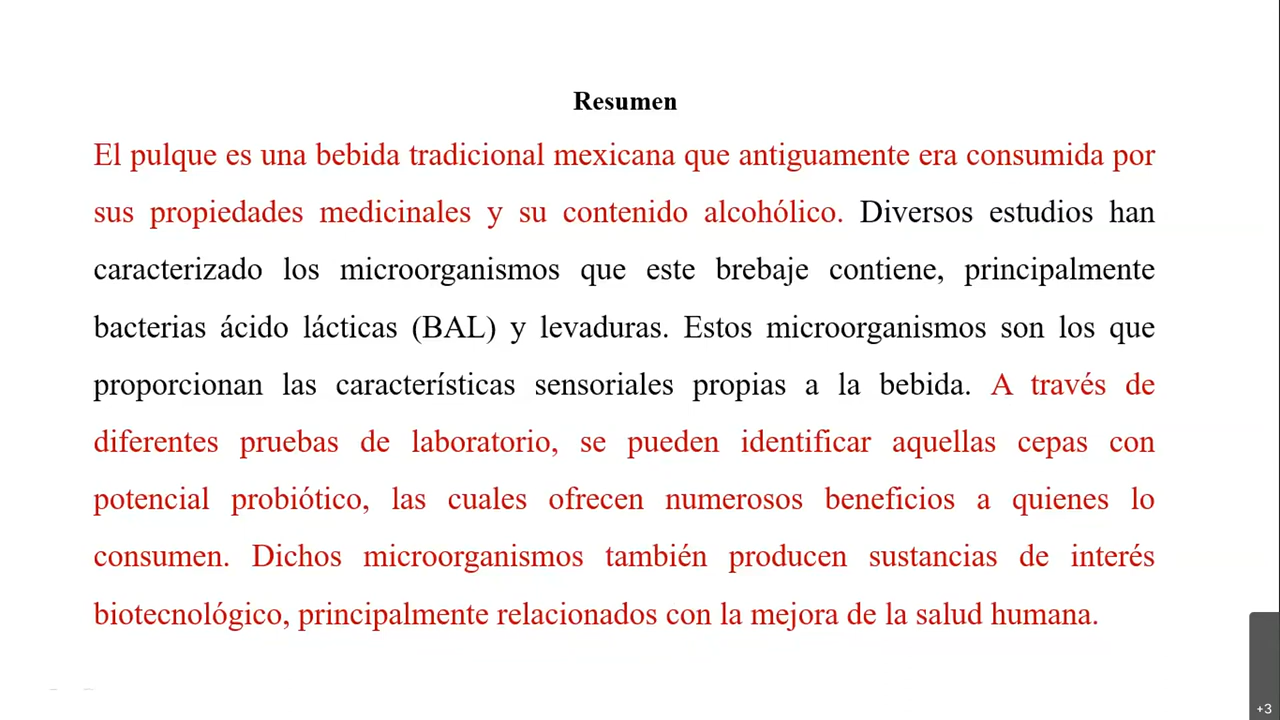 Resumen
El pulque es una bebida tradicional mexicana que antiguamente era consumida por
sus propiedades medicinales y su contenido alcohólico. Diversos estudios han
caracterizado los microorganismos que este brebaje contiene, principalmente
bacterias ácido lácticas (BAL) y levaduras. Estos microorganismos son los que
proporcionan las características sensoriales propias a la bebida. A través de
diferentes pruebas de laboratorio, se pueden identificar aquellas cepas con
potencial probiótico, las cuales ofrecen numerosos beneficios a quienes lo
consumen. Dichos microorganismos también producen sustancias de interés
biotecnológico, principalmente relacionados con la mejora de la salud humana.
+3